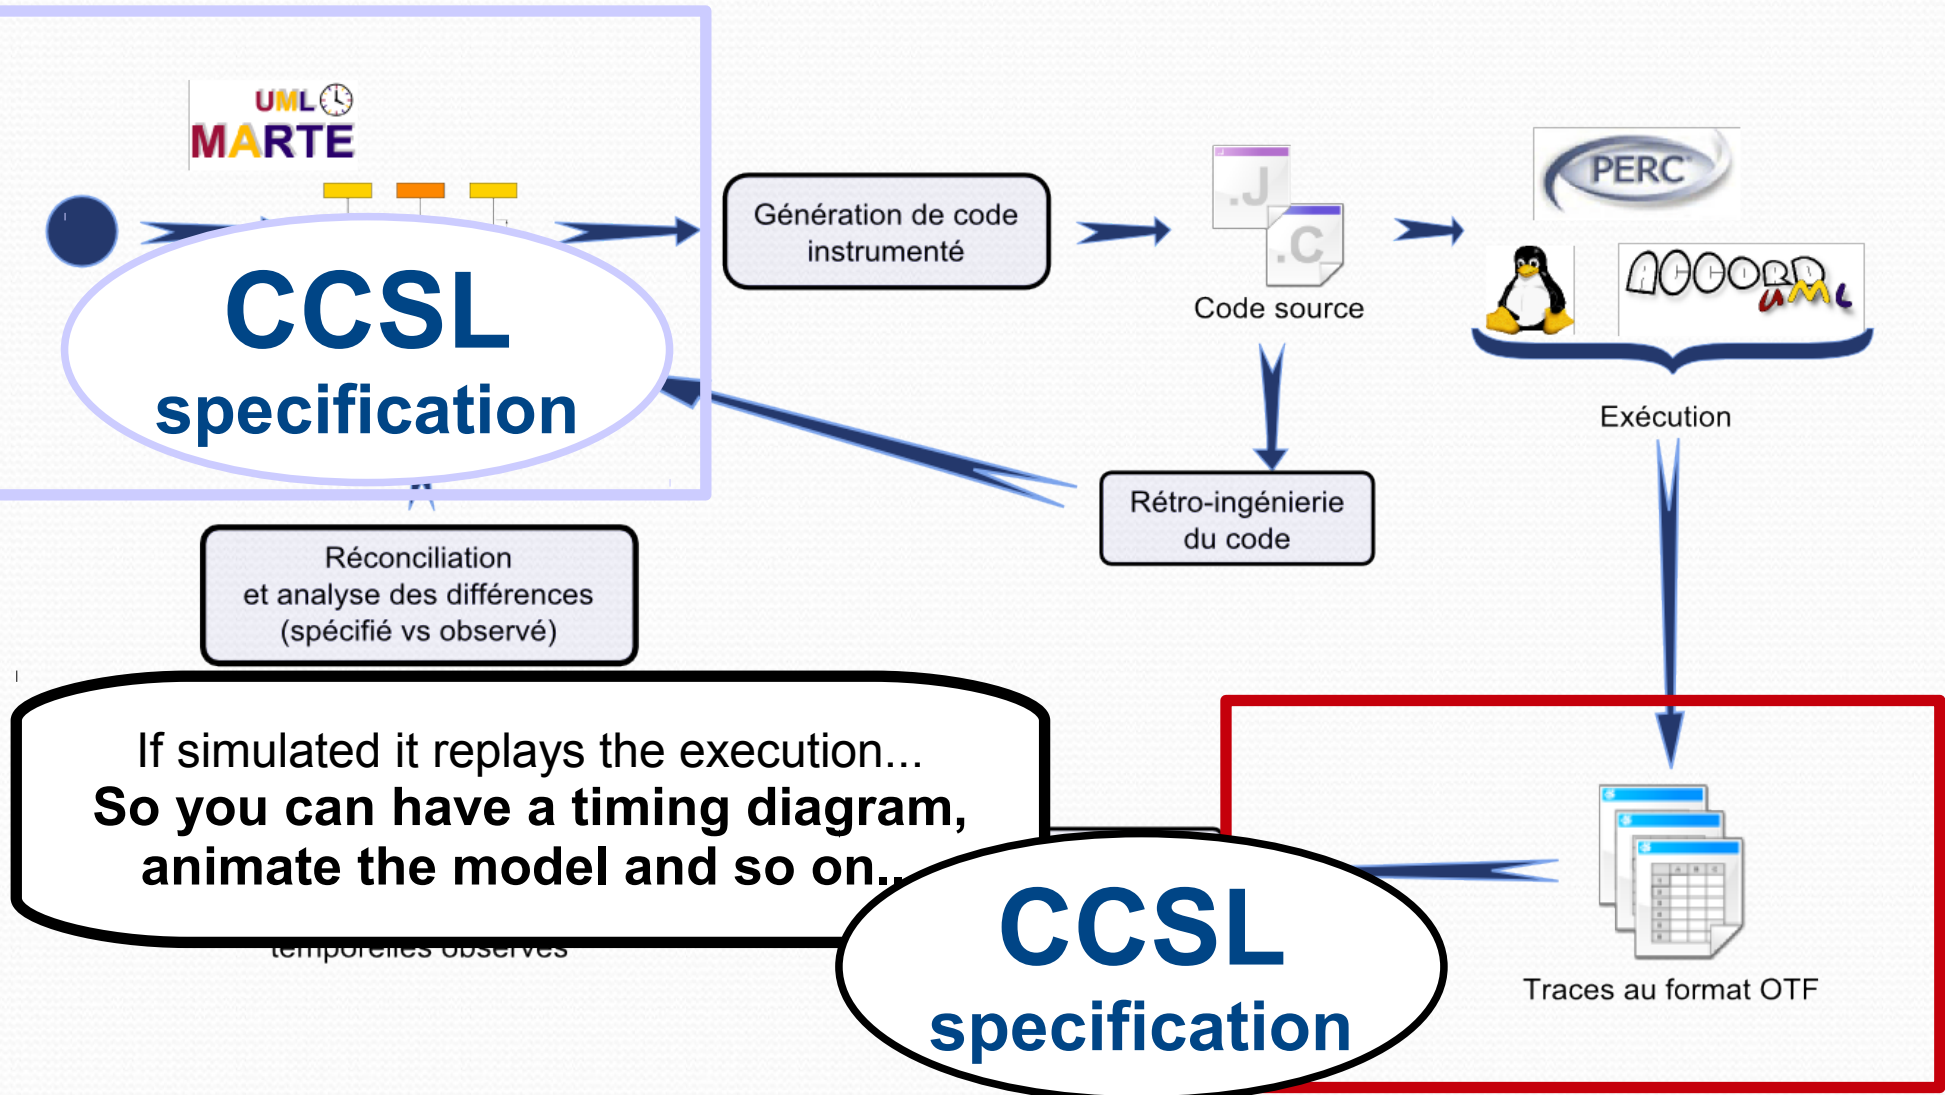 UML
MARTE
CCSL
specification
Génération de code
instrumenté
.J
.C
Code source
PERC
ACCORD
UML
Exécution
Rétro-ingénierie
du code
Réconciliation
et analyse des différences
(spécifié vs observé)
If simulated it replays the execution...
So you can have a timing diagram,
animate the model and so on..
temporelles observés
CCSL
specification
Traces au format OTF